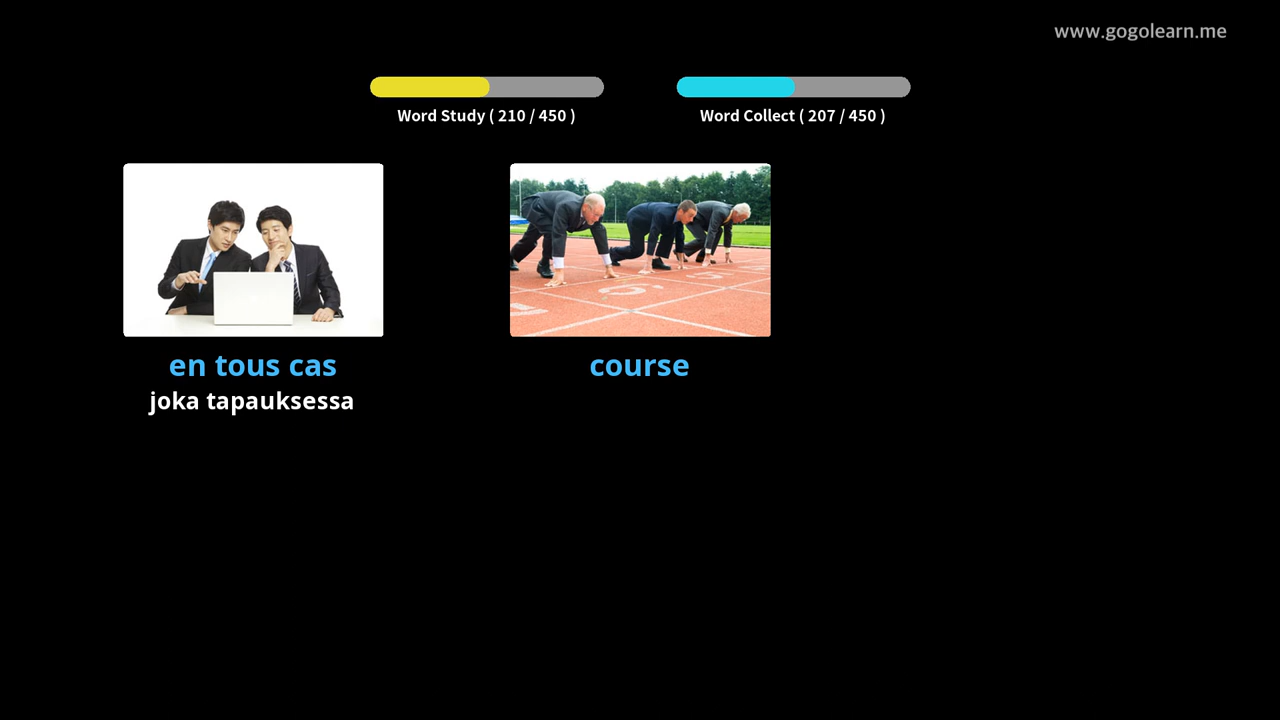 www.gogolearn.me
Word Study ( 210 / 450 )
Word Collect ( 207 / 450 )
en tous cas
joka tapauksessa
course